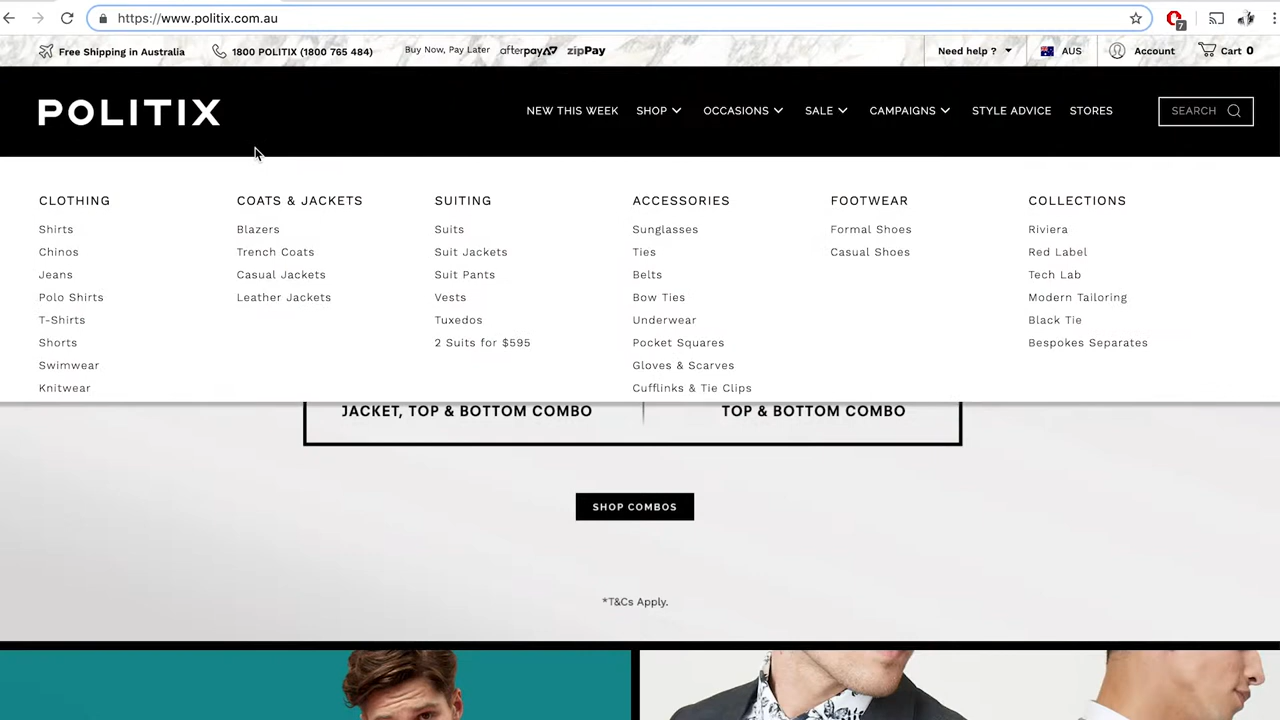 https://www.politix.com.au
7
Free Shipping in Australia 1800 POLITIX (1800 765 484) Buy Now, Pay Later afterpay zipPay Need help ? AUS Account Cart 0
POLITIX NEW THIS WEEK SHOP OCCASIONS SALE CAMPAIGNS STYLE ADVICE STORES SEARCH
CLOTHING
Shirts
Chinos
Jeans
Polo Shirts
T-Shirts
Shorts
Swimwear
Knitwear
COATS & JACKETS
Blazers
Trench Coats
Casual Jackets
Leather Jackets
SUITING
Suits
Suit Jackets
Suit Pants
Vests
Tuxedos
2 Suits for $595
ACCESSORIES
Sunglasses
Ties
Belts
Bow Ties
Underwear
Pocket Squares
Gloves & Scarves
Cufflinks & Tie Clips
FOOTWEAR
Formal Shoes
Casual Shoes
COLLECTIONS
Riviera
Red Label
Tech Lab
Modern Tailoring
Black Tie
Bespokes Separates
JACKET, TOP & BOTTOM COMBO TOP & BOTTOM COMBO
SHOP COMBOS
*T&Cs Apply.